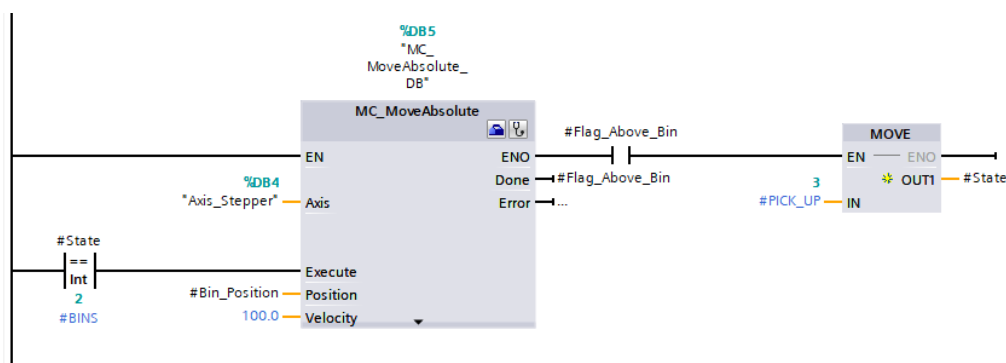 %DB5
"MC_
MoveAbsolute_
DB"
MC_MoveAbsolute
#Flag_Above_Bin
MOVE
EN
ENO
EN
ENO
%DB4
Done
#Flag_Above_Bin
3
OUT1
#State
"Axis_Stepper"
Axis
Error
...
#PICK_UP
IN
#State
==
Int
Execute
2
#Bin_Position
Position
#BINS
100.0
Velocity